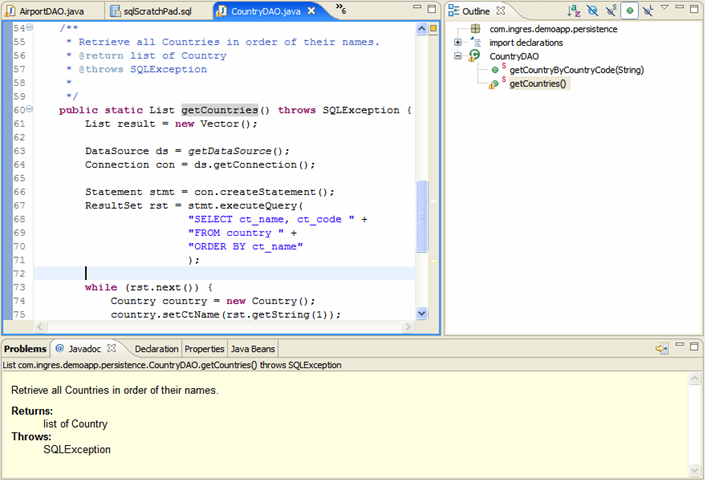 AirportDAO.java sqlScratchPad.sql CountryDAO.java »6
54 /**
55 * Retrieve all Countries in order of their names.
56 * @return list of Country
57 * @throws SQLException
58 *
59 */
60 public static List getCountries() throws SQLException {
61 List result = new Vector();
62
63 DataSource ds = getDataSource();
64 Connection con = ds.getConnection();
65
66 Statement stmt = con.createStatement();
67 ResultSet rst = stmt.executeQuery(
68 "SELECT ct_name, ct_code " +
69 "FROM country " +
70 "ORDER BY ct_name"
71 );
72
73 while (rst.next()) {
74 Country country = new Country();
75 country.setCtName(rst.getString(1));
Outline
com.ingres.demoapp.persistence
import declarations
CountryDAO
S getCountryByCountryCode(String)
S getCountries()
Problems @ Javadoc Declaration Properties Java Beans
List com.ingres.demoapp.persistence.CountryDAO.getCountries() throws SQLException
Retrieve all Countries in order of their names.
Returns:
list of Country
Throws:
SQLException